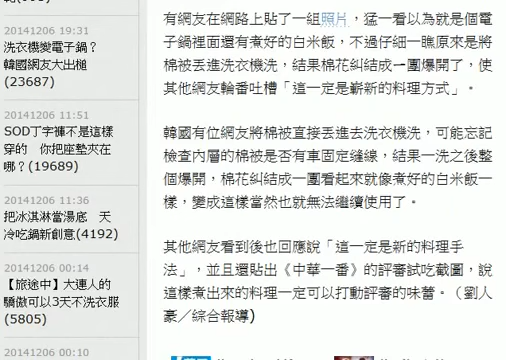 20141206 19:31
洗衣機變電子鍋？
韓國網友大出槌
(23687)
20141206 11:51
SOD丁字褲不是這樣
穿的　你把座墊夾在
哪？(19689)
20141206 11:36
把冰淇淋當湯底　天
冷吃鍋新創意(4192)
20141206 00:14
【旅途中】大連人的
驕傲可以3天不洗衣服
(5805)
20141206 00:10
有網友在網路上貼了一組照片，猛一看以為就是個電
子鍋裡面還有煮好的白米飯，不過仔細一瞧原來是將
棉被丟進洗衣機洗，結果棉花糾結成一團爆開了，使
其他網友輪番吐槽「這一定是嶄新的料理方式」。
韓國有位網友將棉被直接丟進去洗衣機洗，可能忘記
檢查內層的棉被是否有車固定縫線，結果一洗之後整
個爆開，棉花糾結成一團看起來就像煮好的白米飯一
樣，變成這樣當然也就無法繼續使用了。
其他網友看到後也回應說「這一定是新的料理手
法」，並且還貼出《中華一番》的評審試吃截圖，說
這樣煮出來的料理一定可以打動評審的味蕾。（劉人
豪／綜合報導)